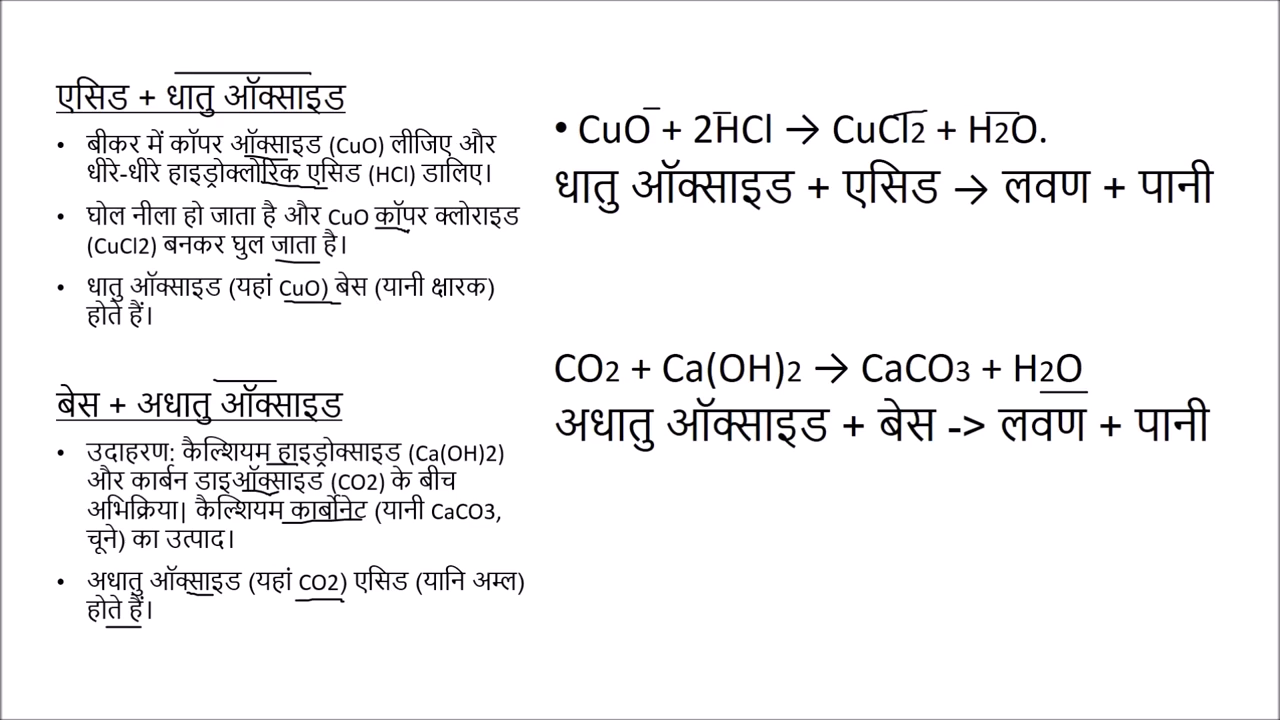 एसिड + धातु ऑक्साइड
• बीकर में कॉपर ऑक्साइड (CuO) लीजिए और
धीरे-धीरे हाइड्रोक्लोरिक एसिड (HCl) डालिए।
• घोल नीला हो जाता है और CuO कॉपर क्लोराइड
(CuCl2) बनकर घुल जाता है।
• धातु ऑक्साइड (यहां CuO) बेस (यानी क्षारक)
होते हैं।
बेस + अधातु ऑक्साइड
• उदाहरण: कैल्शियम हाइड्रोक्साइड (Ca(OH)2)
और कार्बन डाइऑक्साइड (CO2) के बीच
अभिक्रिया| कैल्शियम कार्बोनेट (यानी CaCO3,
चूने) का उत्पाद।
• अधातु ऑक्साइड (यहां CO2) एसिड (यानि अम्ल)
होते हैं।
• CuO + 2HCl → CuCl2 + H2O.
धातु ऑक्साइड + एसिड → लवण + पानी
CO2 + Ca(OH)2 → CaCO3 + H2O
अधातु ऑक्साइड + बेस -> लवण + पानी